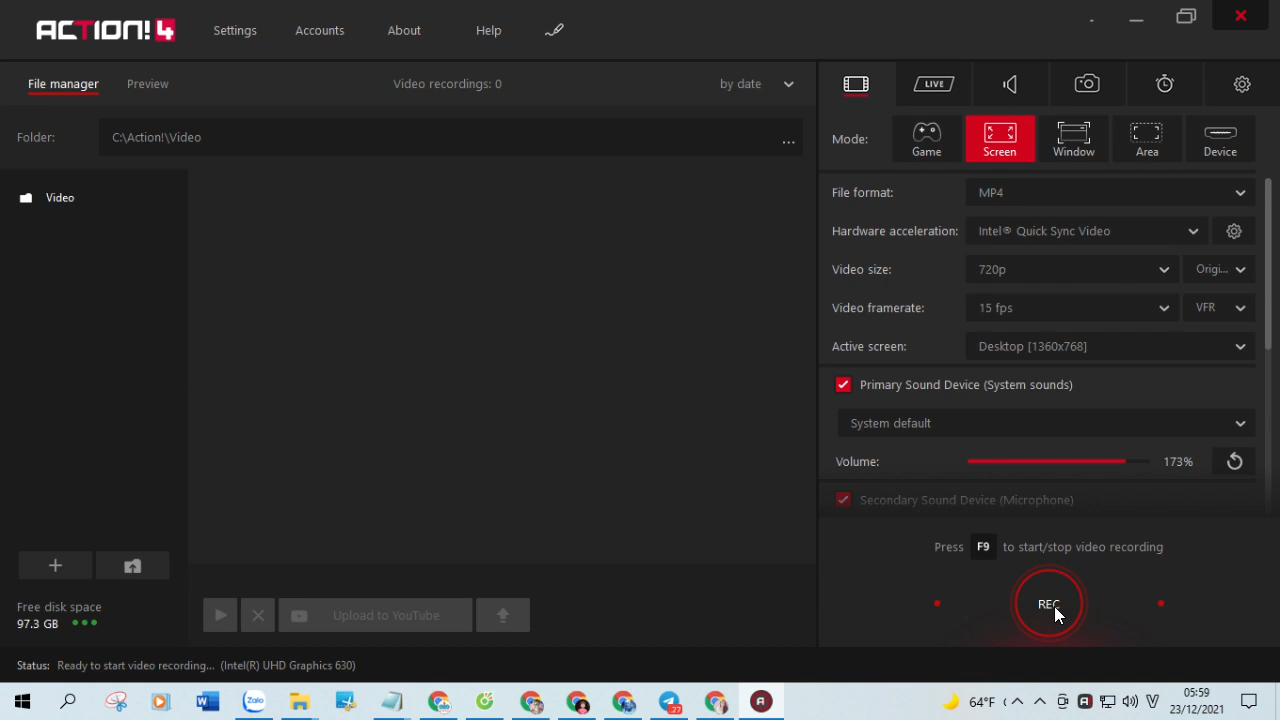 ACTION! 4
Settings
Accounts
About
Help
File manager
Preview
Video recordings: 0
by date
Folder:
C:\Action!\Video
...
Video
Free disk space
97.3 GB
Upload to YouTube
LIVE
Mode:
Game
Screen
Window
Area
Device
File format:
MP4
Hardware acceleration:
Intel® Quick Sync Video
Video size:
720p
Origi...
Video framerate:
15 fps
VFR
Active screen:
Desktop [1360x768]
Primary Sound Device (System sounds)
System default
Volume:
173%
Secondary Sound Device (Microphone)
Press F9 to start/stop video recording
REC
Status: Ready to start video recording... (Intel(R) UHD Graphics 630)
W
Zalo
27
64°F
05:59
23/12/2021